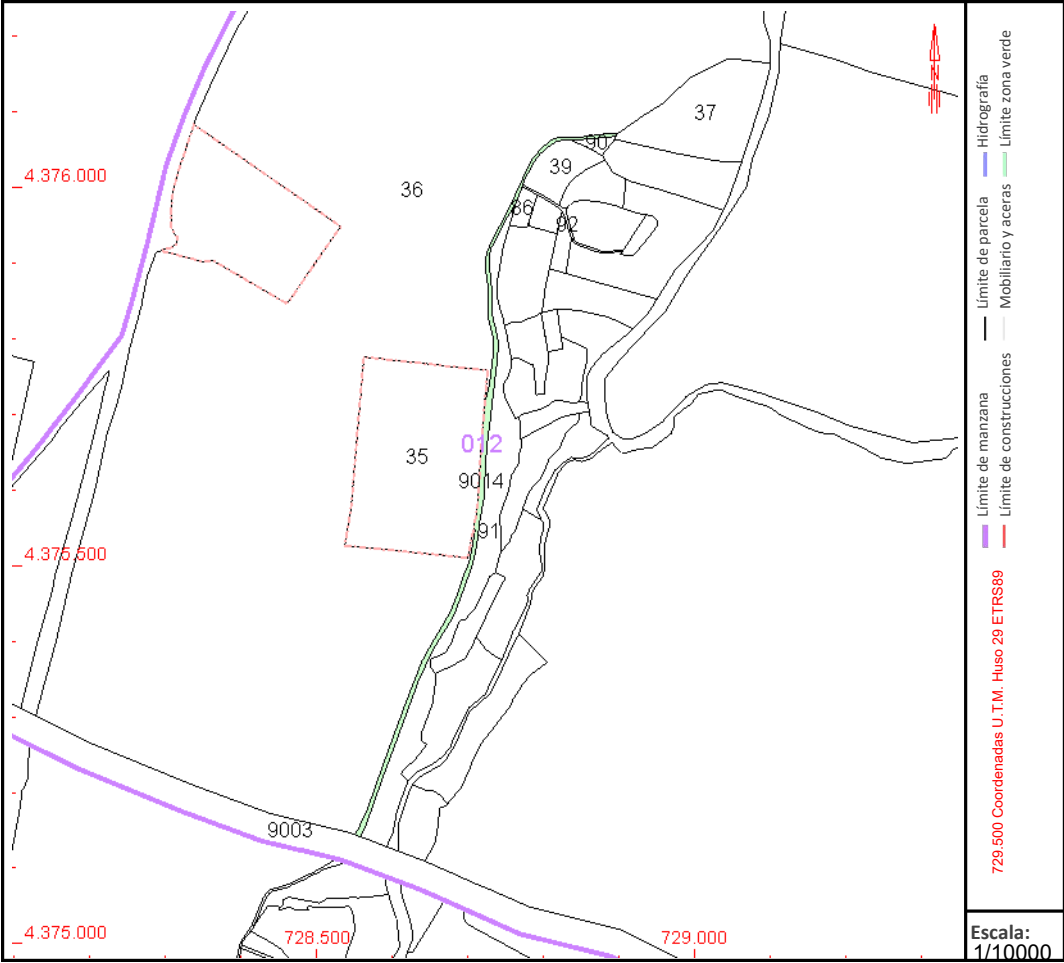 37
90
39
4.376.000
36
86
92
012
35
9014
91
4.375.500
9003
4.375.000
728.500
729.000
N
Límite de manzana
Límite de parcela
Hidrografía
Límite de construcciones
Mobiliario y aceras
Límite zona verde
729.500 Coordenadas U.T.M. Huso 29 ETRS89
Escala:
1/10000